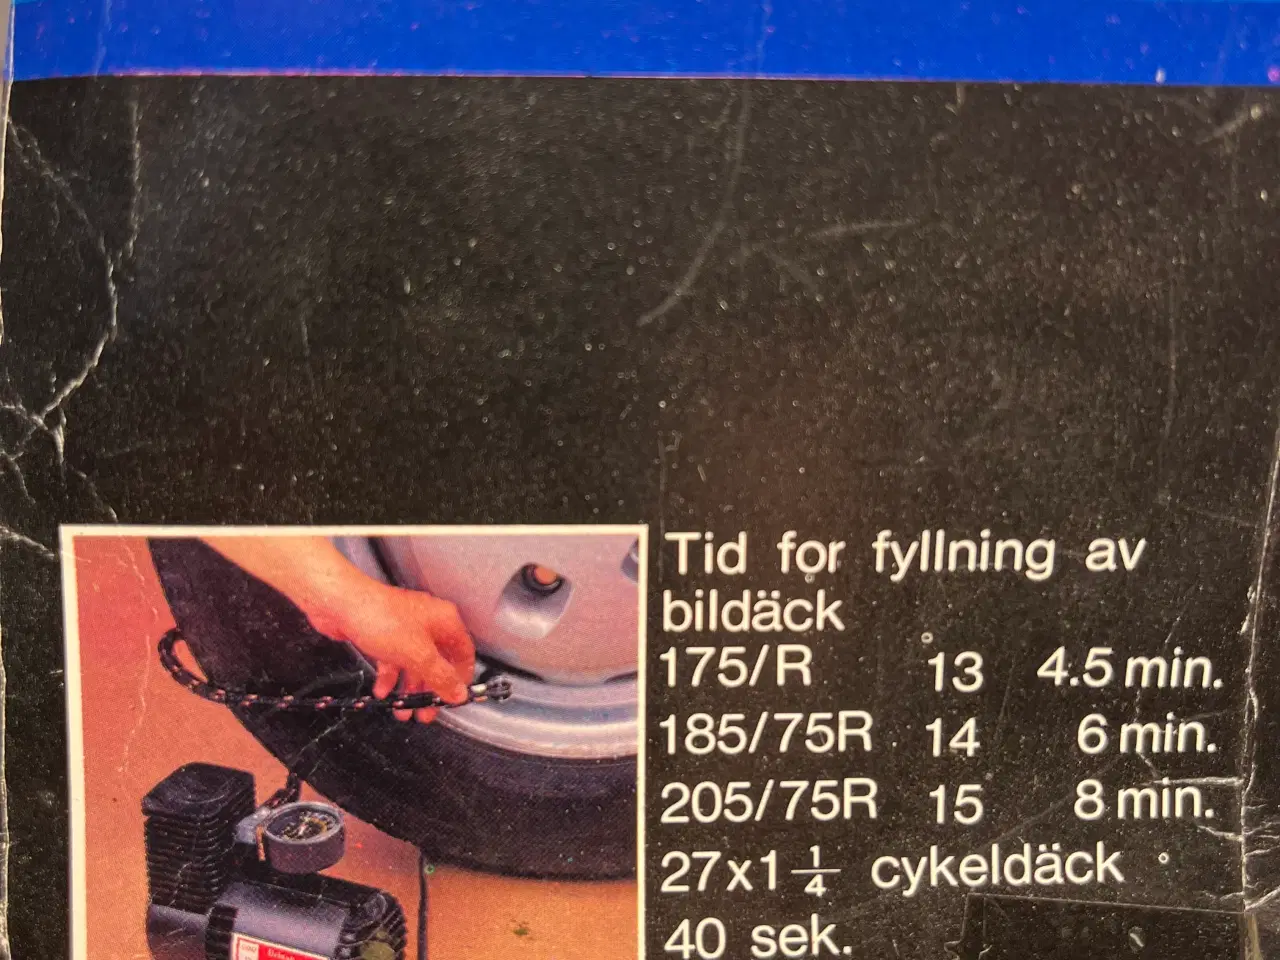 Tid for fyllning av
bildäck
175/R 13 4.5 min.
185/75R 14 6 min.
205/75R 15 8 min.
27x1 1/4 cykeldäck
40 sek.